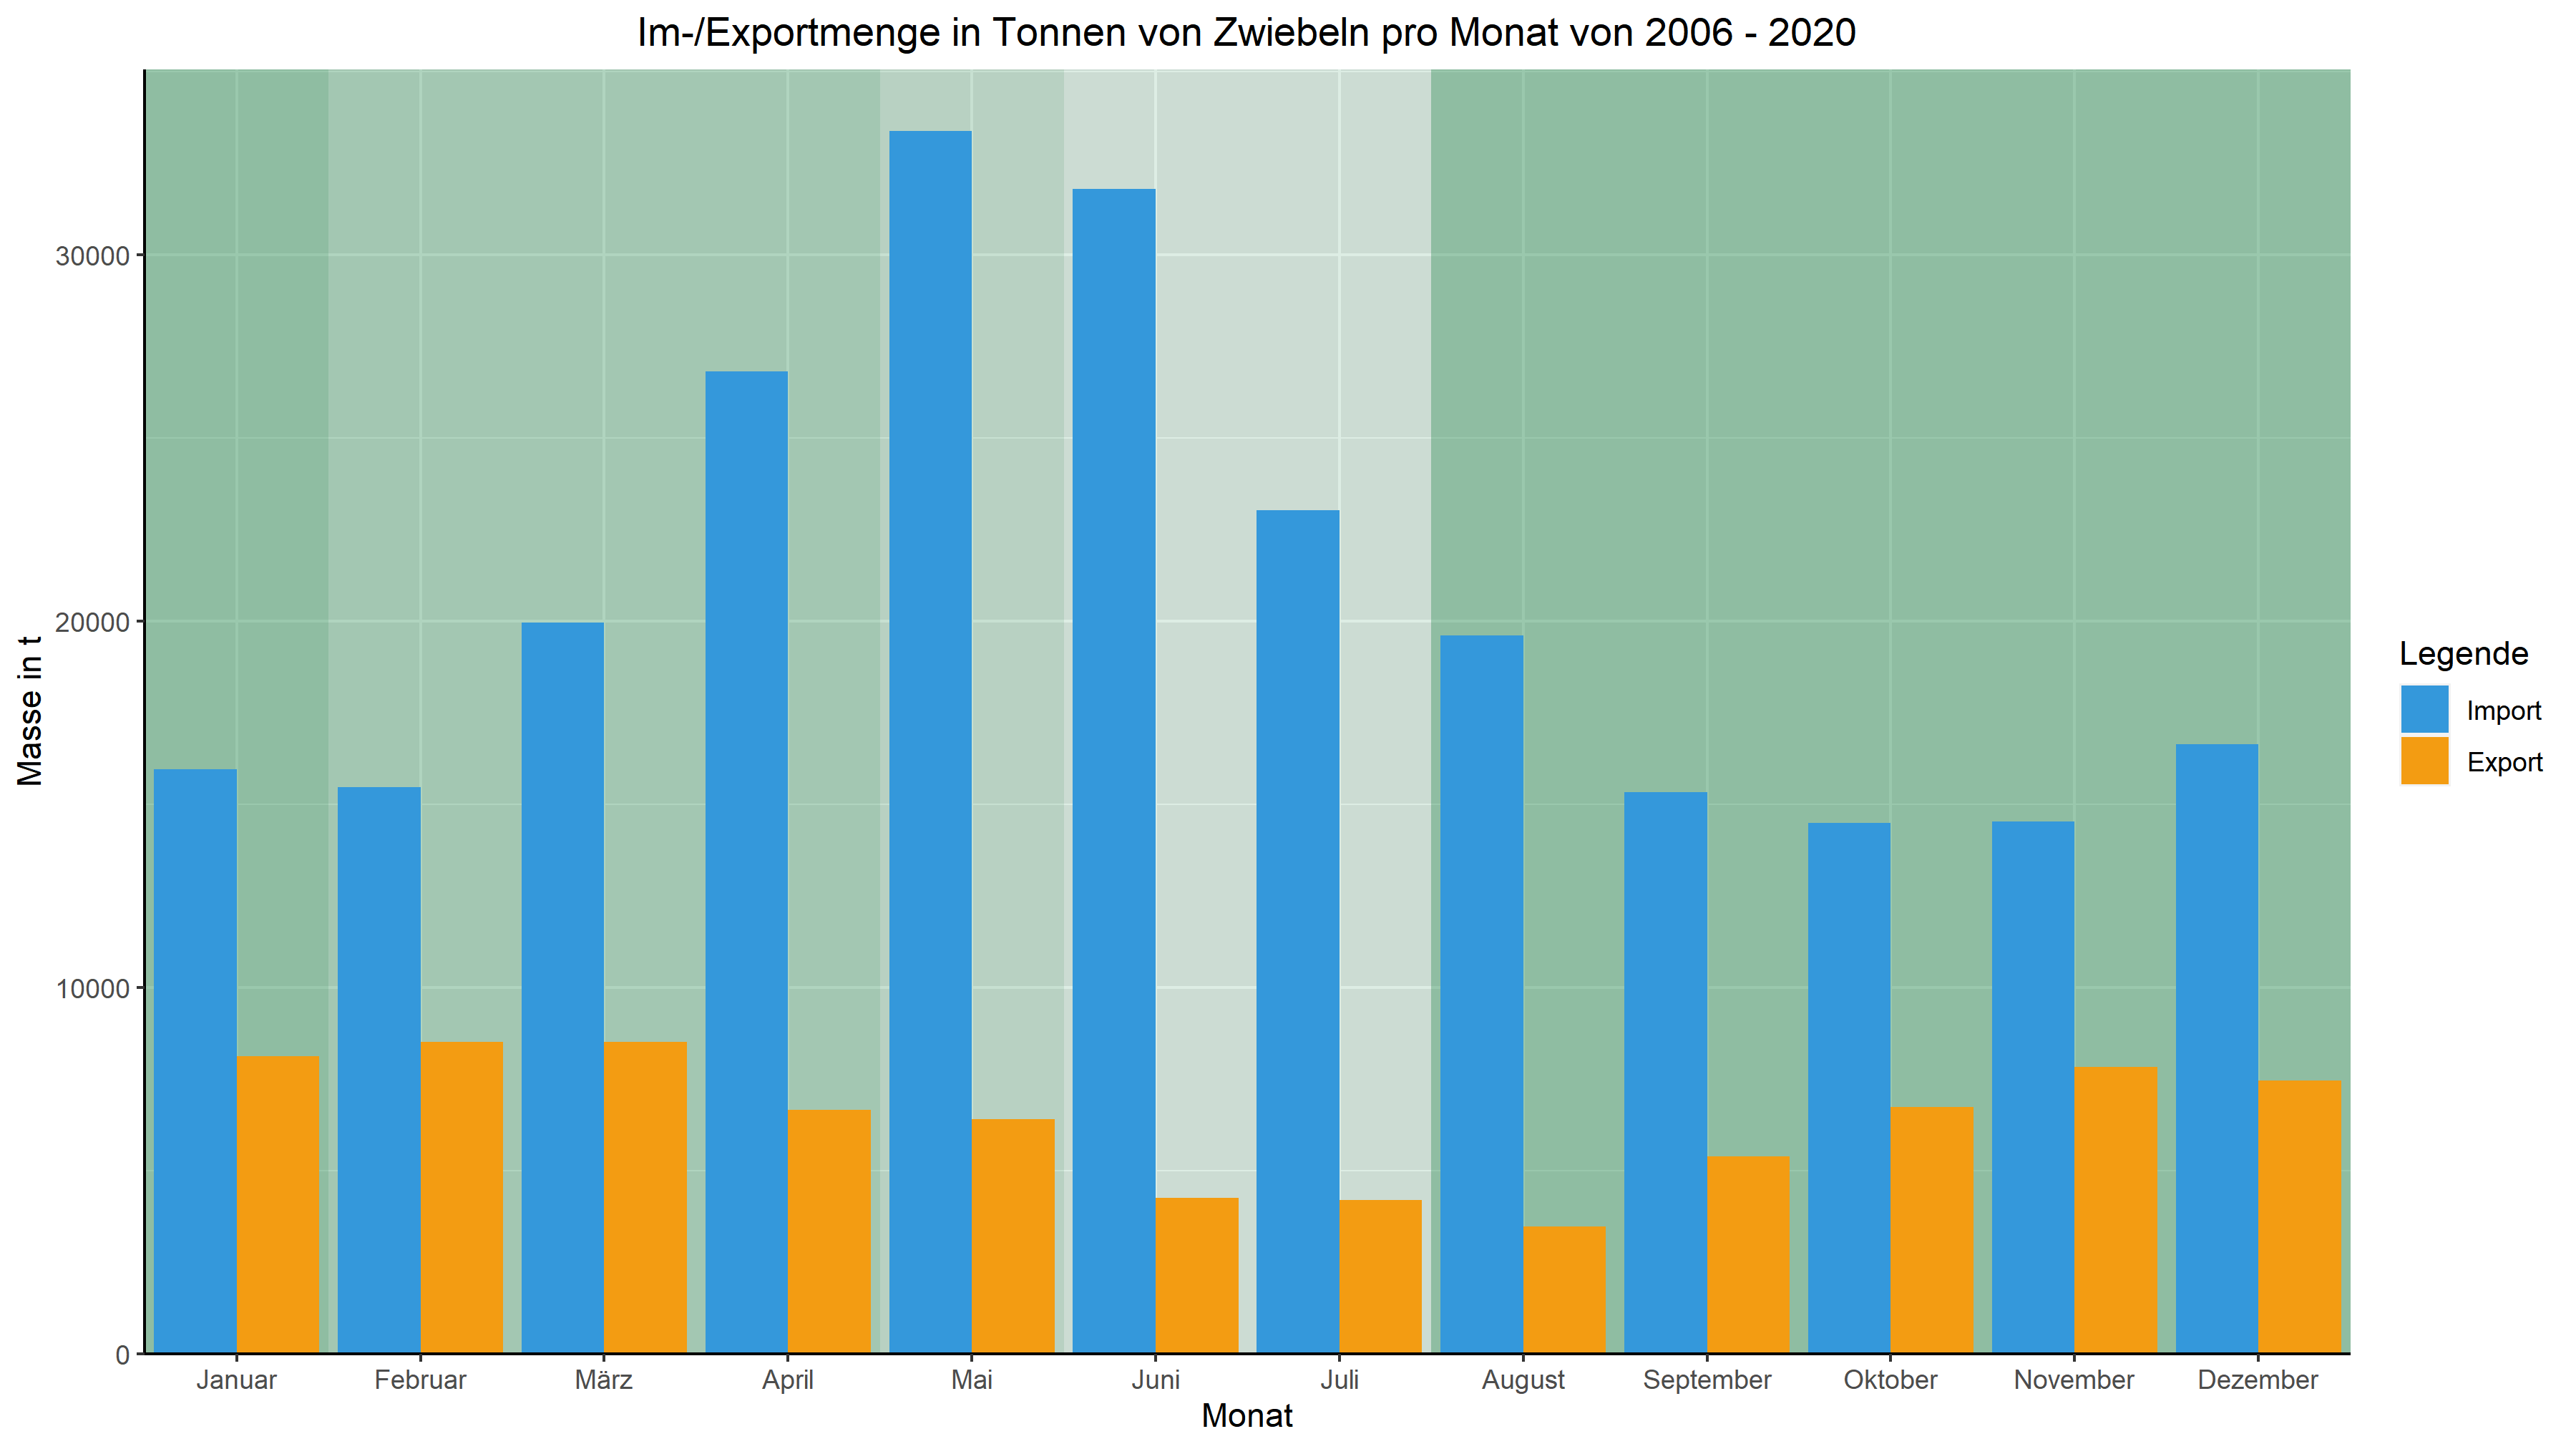 Im-/Exportmenge in Tonnen von Zwiebeln pro Monat von 2006 - 2020
Masse in t
30000
20000
10000
0
Januar Februar März April Mai Juni Juli August September Oktober November Dezember
Monat
Legende
Import
Export